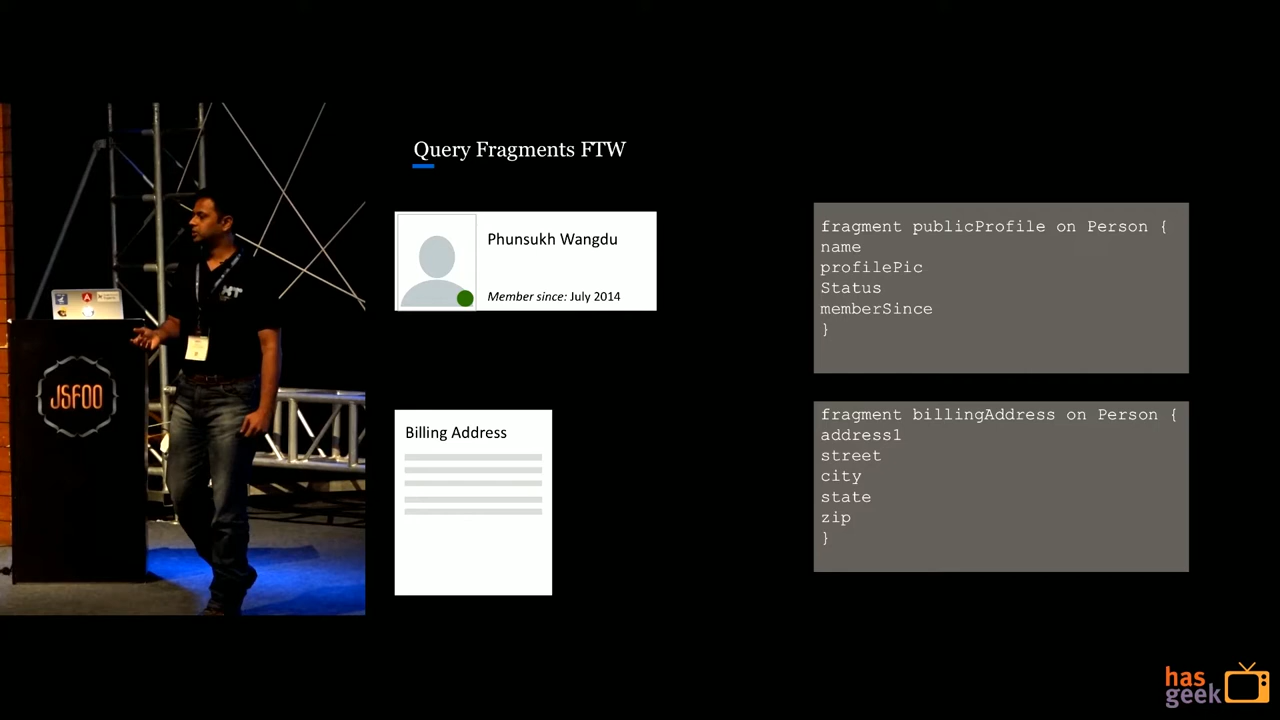 Query Fragments FTW
Phunsukh Wangdu
Member since: July 2014
fragment publicProfile on Person {
name
profilePic
Status
memberSince
}
Billing Address
fragment billingAddress on Person {
address1
street
city
state
zip
}
JSFOO
has
geek